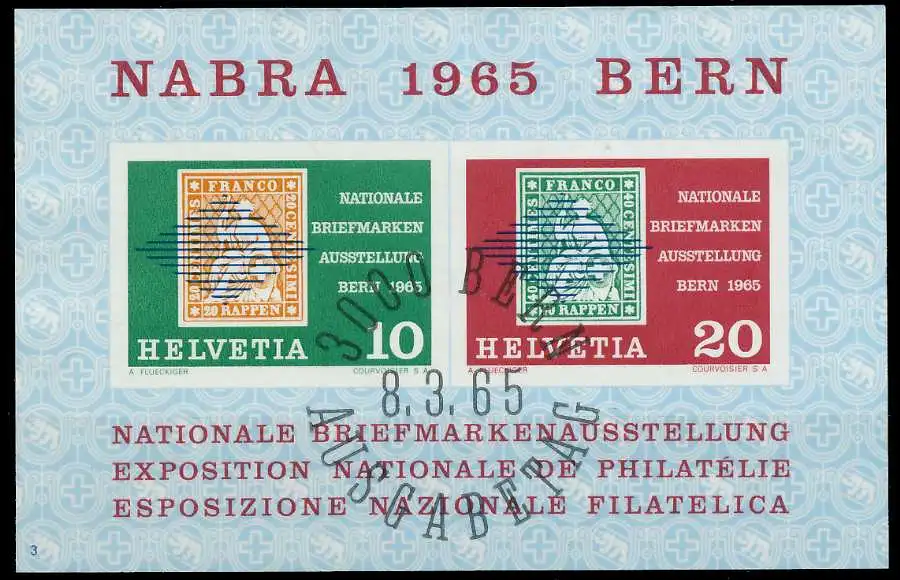 NABRA 1965 BERN
FRANCO
20 CENTESIMI
20 RAPPEN
NATIONALE
BRIEFMARKEN
AUSSTELLUNG
BERN 1965
HELVETIA 10
A. FLUECKIGER COURVOISIER S A
FRANCO
40 CENTESIMI
40 RAPPEN
NATIONALE
BRIEFMARKEN
AUSSTELLUNG
BERN 1965
HELVETIA 20
A. FLUECKIGER COURVOISIER S A
3000 BERN
8.3.65
AUSGABETAG
NATIONALE BRIEFMARKENAUSSTELLUNG
EXPOSITION NATIONALE DE PHILATÉLIE
ESPOSIZIONE NAZIONALE FILATELICA
3